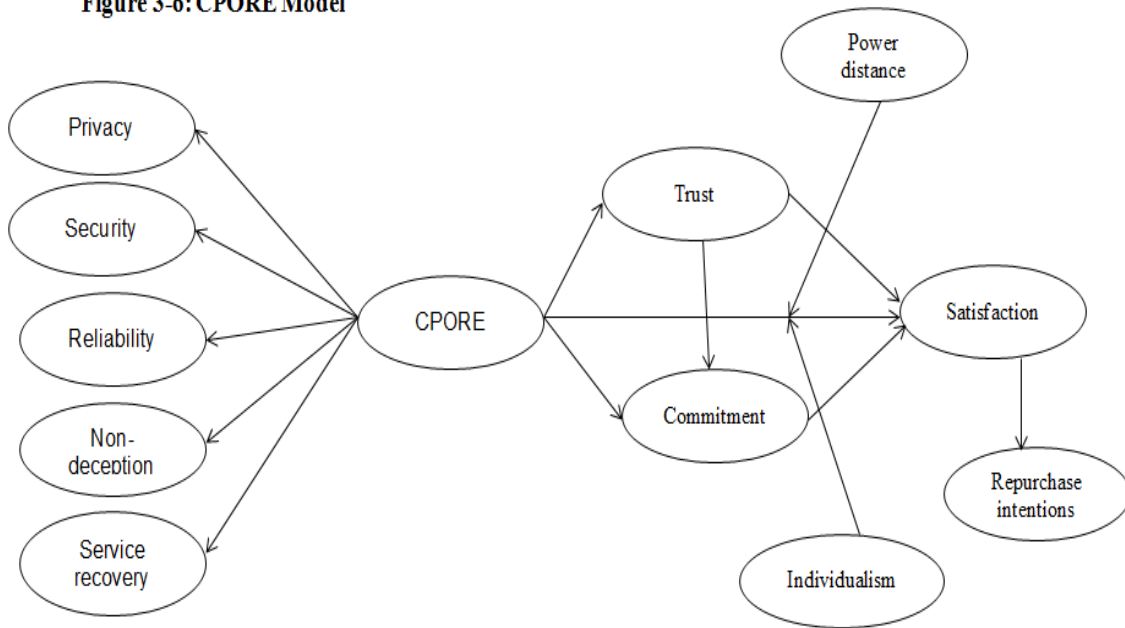 Figure 3-6: CPORE Model
Power
distance
Privacy
Trust
Security
CPORE
Satisfaction
Reliability
Commitment
Non-
deception
Repurchase
intentions
Service
recovery
Individualism